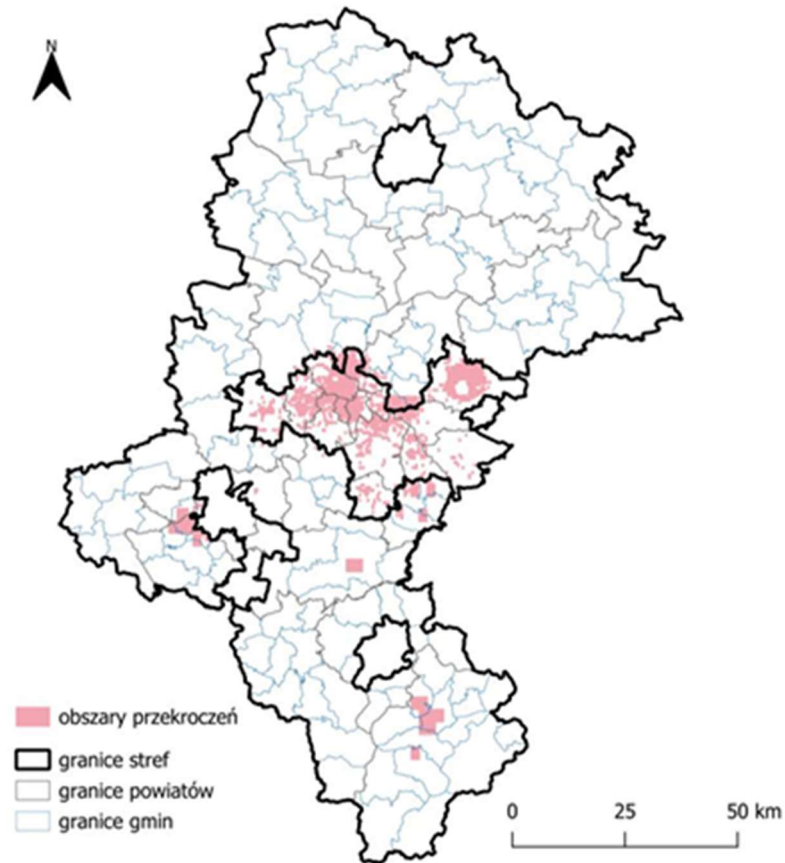 N
obszary przekroczeń
granice stref
granice powiatów
granice gmin
0 25 50 km